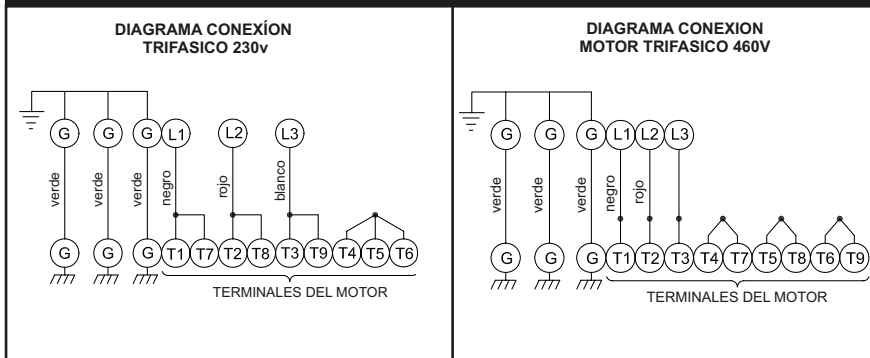 DIAGRAMA CONEXÍON
TRIFASICO 230v
G G G L1 L2 L3
verde verde verde negro rojo blanco
G G G T1 T7 T2 T8 T3 T9 T4 T5 T6
TERMINALES DEL MOTOR
DIAGRAMA CONEXION
MOTOR TRIFASICO 460V
G G G L1 L2 L3
verde verde verde negro rojo
G G G T1 T2 T3 T4 T7 T5 T8 T6 T9
TERMINALES DEL MOTOR